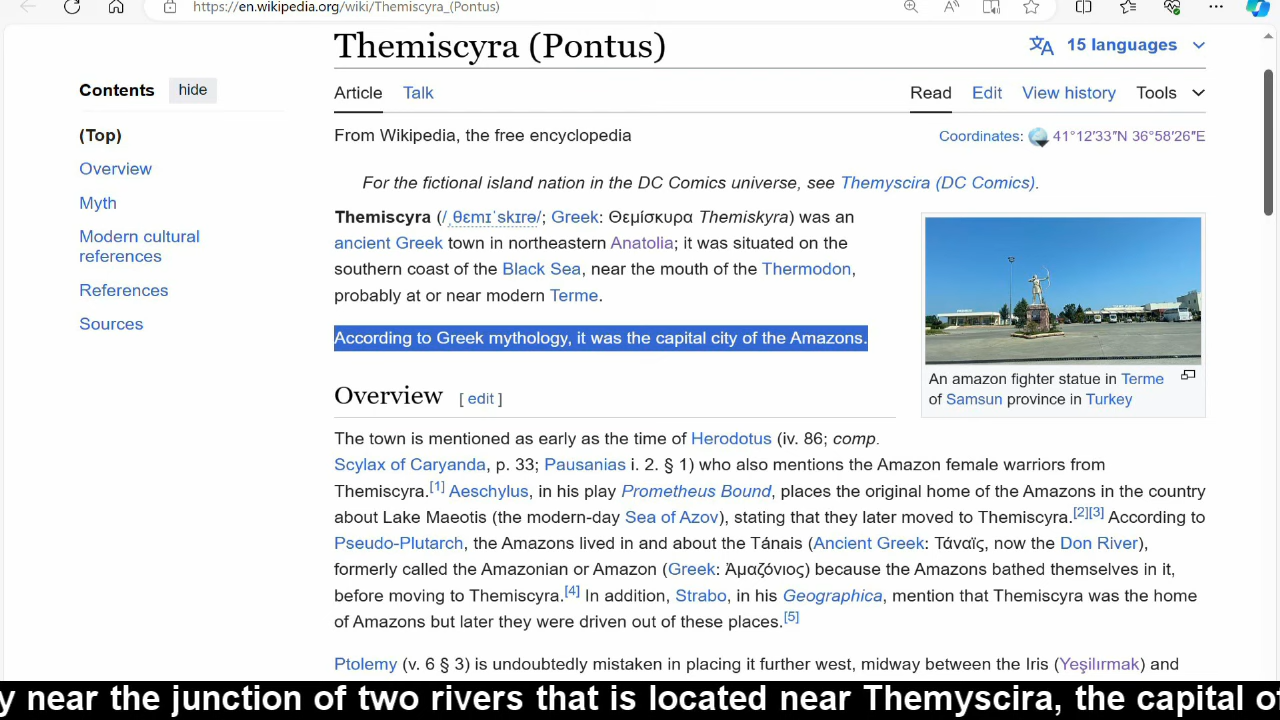 https://en.wikipedia.org/wiki/Themiscyra_(Pontus)
Themiscyra (Pontus)
15 languages
Contents hide
Article Talk
Read Edit View history Tools
(Top)
Overview
Myth
Modern cultural
references
References
Sources
From Wikipedia, the free encyclopedia
Coordinates: 41°12′33″N 36°58′26″E
For the fictional island nation in the DC Comics universe, see Themyscira (DC Comics).
Themiscyra (/ˌθɛmɪˈskɪrə/; Greek: Θεμίσκυρα Themiskyra) was an
ancient Greek town in northeastern Anatolia; it was situated on the
southern coast of the Black Sea, near the mouth of the Thermodon,
probably at or near modern Terme.
According to Greek mythology, it was the capital city of the Amazons.
An amazon fighter statue in Terme
of Samsun province in Turkey
Overview [ edit ]
The town is mentioned as early as the time of Herodotus (iv. 86; comp.
Scylax of Caryanda, p. 33; Pausanias i. 2. § 1) who also mentions the Amazon female warriors from
Themiscyra.[1] Aeschylus, in his play Prometheus Bound, places the original home of the Amazons in the country
about Lake Maeotis (the modern-day Sea of Azov), stating that they later moved to Themiscyra.[2][3] According to
Pseudo-Plutarch, the Amazons lived in and about the Tánais (Ancient Greek: Τάναϊς, now the Don River),
formerly called the Amazonian or Amazon (Greek: Ἀμαζόνιος) because the Amazons bathed themselves in it,
before moving to Themiscyra.[4] In addition, Strabo, in his Geographica, mention that Themiscyra was the home
of Amazons but later they were driven out of these places.[5]
Ptolemy (v. 6 § 3) is undoubtedly mistaken in placing it further west, midway between the Iris (Yeşilırmak) and
y near the junction of two rivers that is located near Themyscira, the capital of